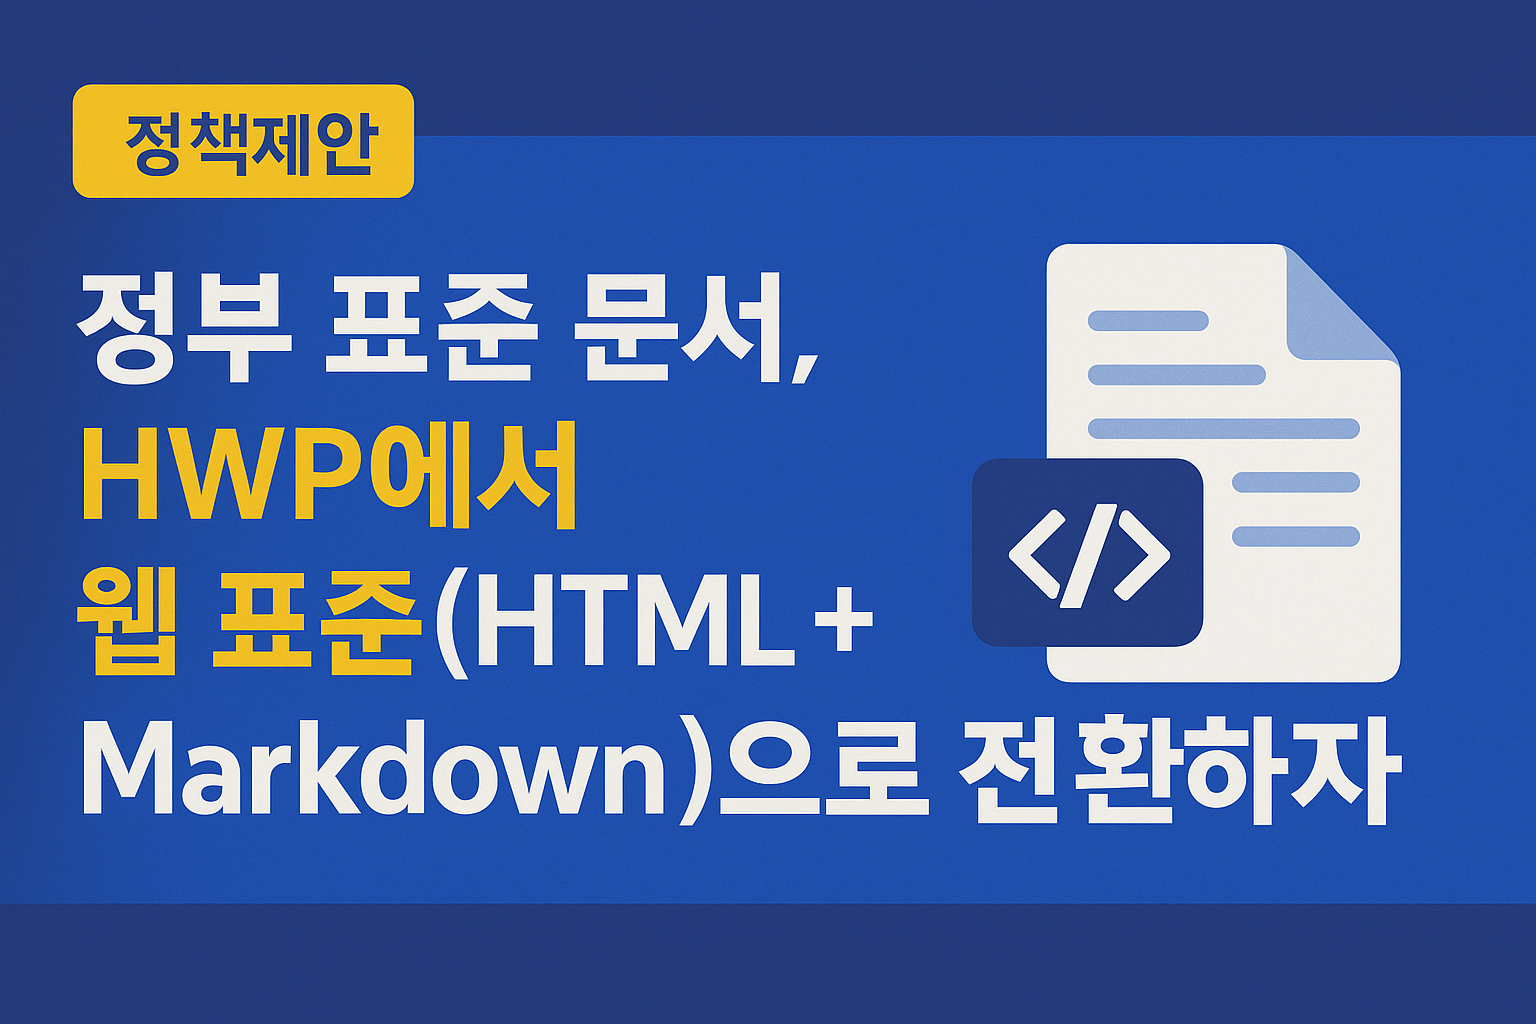 정책제안
정부 표준 문서,
HWP에서
웹 표준(HTML +
Markdown)으로 전환하자
</>